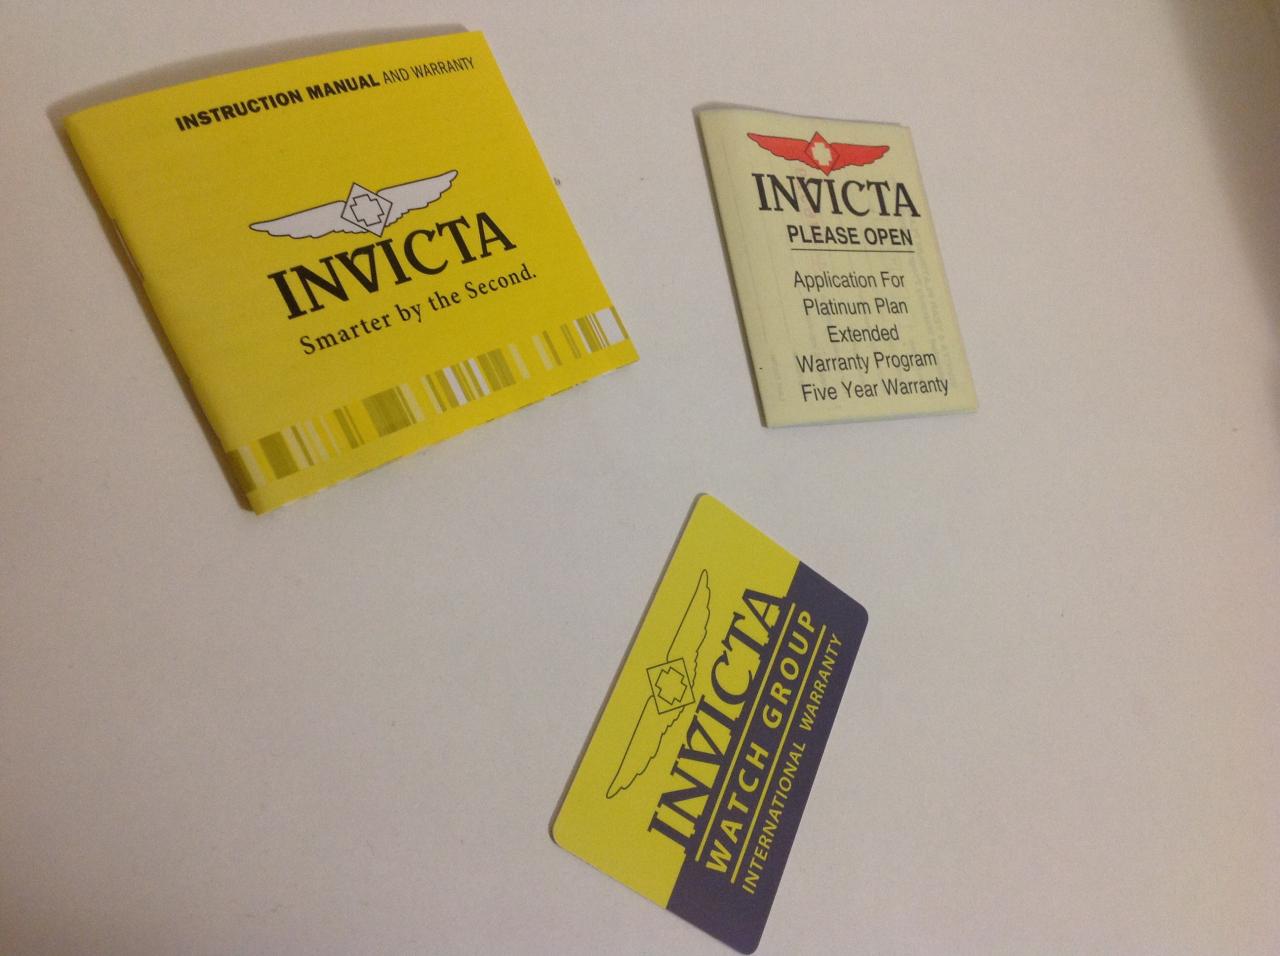 INSTRUCTION MANUAL AND WARRANTY
INVICTA
Smarter by the Second.
INVICTA
PLEASE OPEN
Application For
Platinum Plan
Extended
Warranty Program
Five Year Warranty
INVICTA
WATCH GROUP
INTERNATIONAL WARRANTY